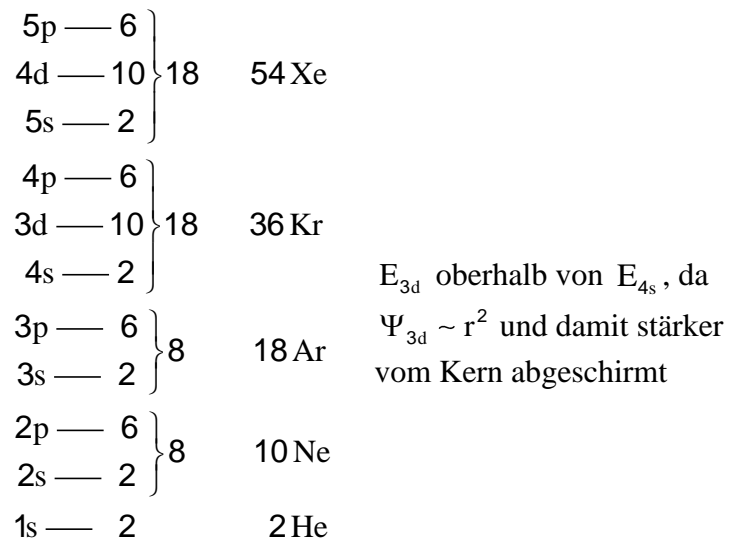 5p — 6
4d — 10 } 18 54 Xe
5s — 2
4p — 6
3d — 10 } 18 36 Kr
4s — 2
3p — 6
3s — 2 } 8 18 Ar
2p — 6
2s — 2 } 8 10 Ne
1s — 2 2 He
E₃d oberhalb von E₄s, da
Ψ₃d ~ r² und damit stärker
vom Kern abgeschirmt